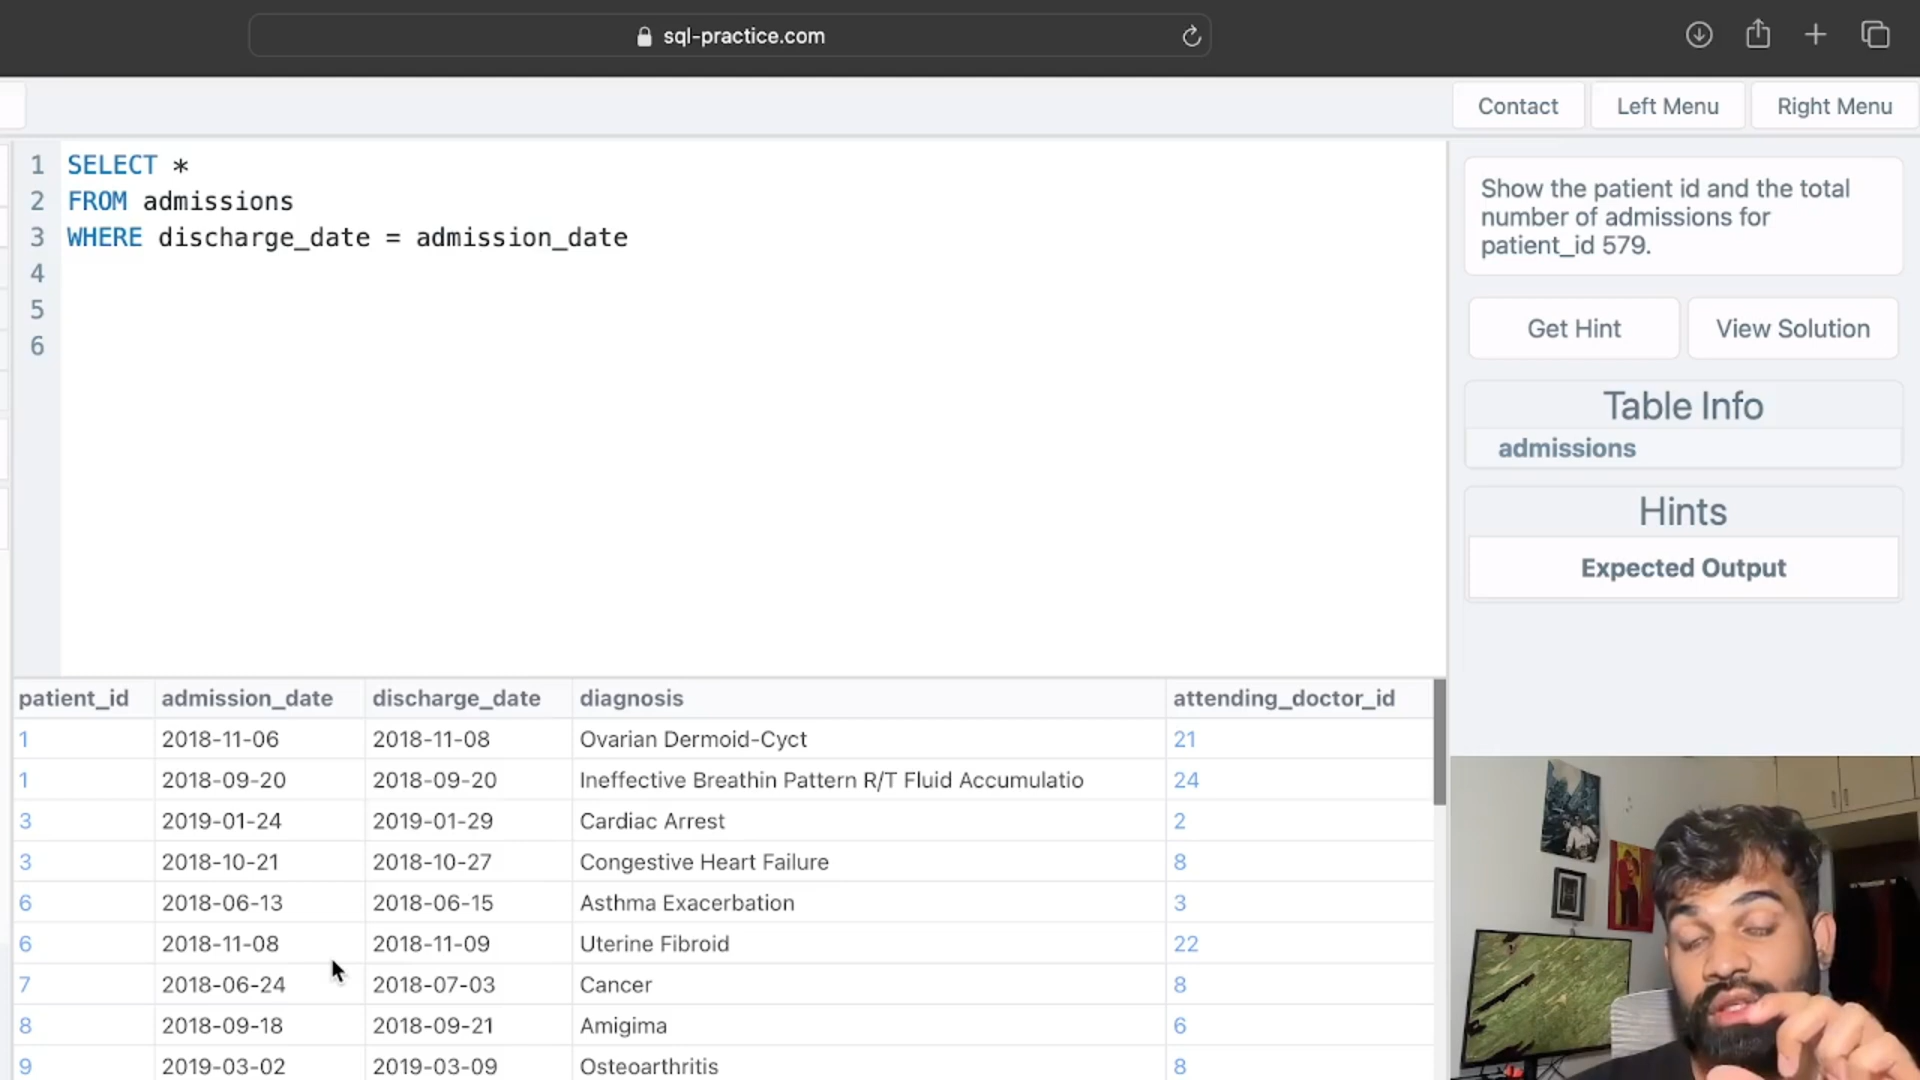 sql-practice.com
Contact Left Menu Right Menu
1 SELECT *
2 FROM admissions
3 WHERE discharge_date = admission_date
4
5
6
Show the patient id and the total
number of admissions for
patient_id 579.
Get Hint View Solution
Table Info
admissions
Hints
Expected Output
patient_id admission_date discharge_date diagnosis attending_doctor_id
1 2018-11-06 2018-11-08 Ovarian Dermoid-Cyct 21
1 2018-09-20 2018-09-20 Ineffective Breathin Pattern R/T Fluid Accumulatio 24
3 2019-01-24 2019-01-29 Cardiac Arrest 2
3 2018-10-21 2018-10-27 Congestive Heart Failure 8
6 2018-06-13 2018-06-15 Asthma Exacerbation 3
6 2018-11-08 2018-11-09 Uterine Fibroid 22
7 2018-06-24 2018-07-03 Cancer 8
8 2018-09-18 2018-09-21 Amigima 6
9 2019-03-02 2019-03-09 Osteoarthritis 8